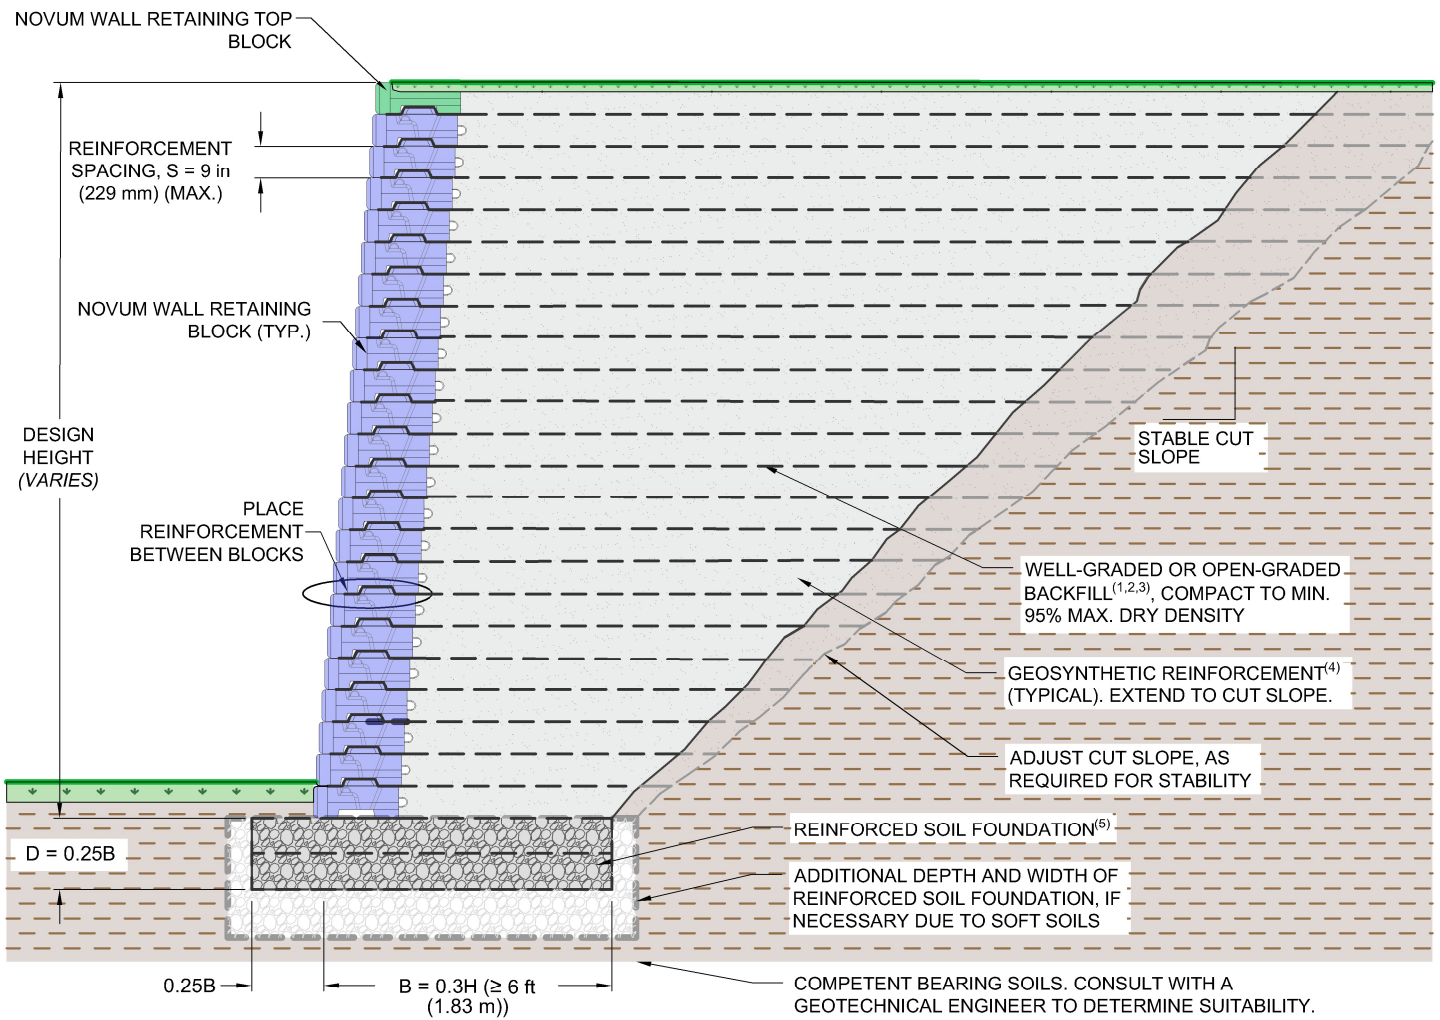 NOVUM WALL RETAINING TOP
BLOCK
REINFORCEMENT
SPACING, S = 9 in
(229 mm) (MAX.)
NOVUM WALL RETAINING
BLOCK (TYP.)
DESIGN
HEIGHT
(VARIES)
PLACE
REINFORCEMENT
BETWEEN BLOCKS
STABLE CUT
SLOPE
WELL-GRADED OR OPEN-GRADED
BACKFILL(1,2,3), COMPACT TO MIN.
95% MAX. DRY DENSITY
GEOSYNTHETIC REINFORCEMENT(4)
(TYPICAL). EXTEND TO CUT SLOPE.
ADJUST CUT SLOPE, AS
REQUIRED FOR STABILITY
REINFORCED SOIL FOUNDATION(5)
D = 0.25B
ADDITIONAL DEPTH AND WIDTH OF
REINFORCED SOIL FOUNDATION, IF
NECESSARY DUE TO SOFT SOILS
0.25B
B = 0.3H (≥ 6 ft
(1.83 m))
COMPETENT BEARING SOILS. CONSULT WITH A
GEOTECHNICAL ENGINEER TO DETERMINE SUITABILITY.